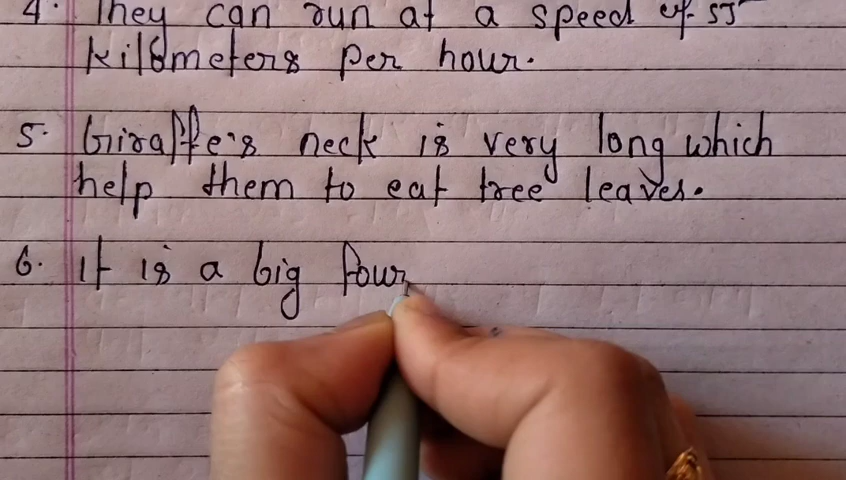 4. They can run at a speed of 55
kilometers per hour.
5. Giraffe's neck is very long which
help them to eat tree leaves.
6. it is a big four